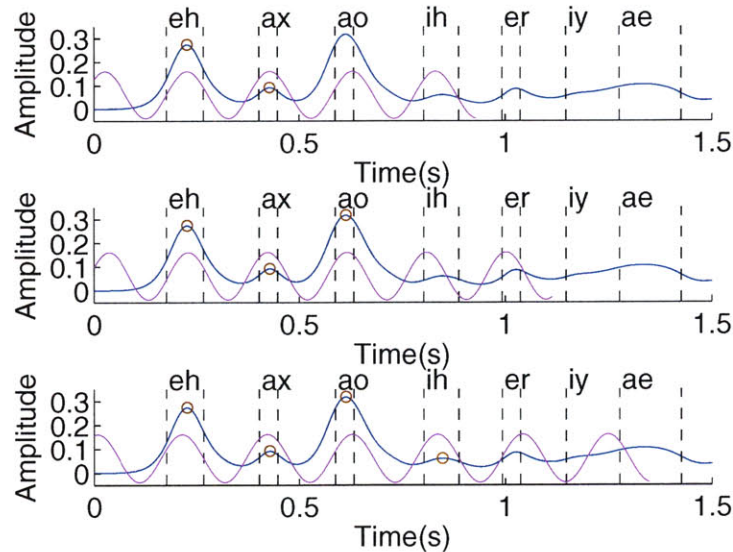 eh ax ao ih er iy ae
Amplitude
0.3
0.2
0.1
0
0 0.5 1 1.5
Time(s)
eh ax ao ih er iy ae
Amplitude
0.3
0.2
0.1
0
0 0.5 1 1.5
Time(s)
eh ax ao ih er iy ae
Amplitude
0.3
0.2
0.1
0
0 0.5 1 1.5
Time(s)